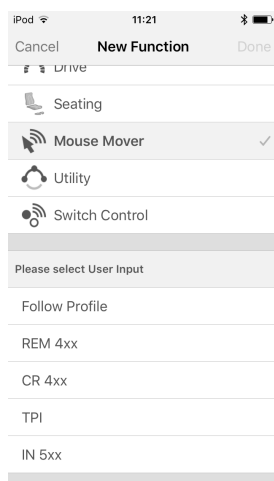 iPod 11:21
Cancel New Function Done
Drive
Seating
Mouse Mover
Utility
Switch Control
Please select User Input
Follow Profile
REM 4xx
CR 4xx
TPI
IN 5xx